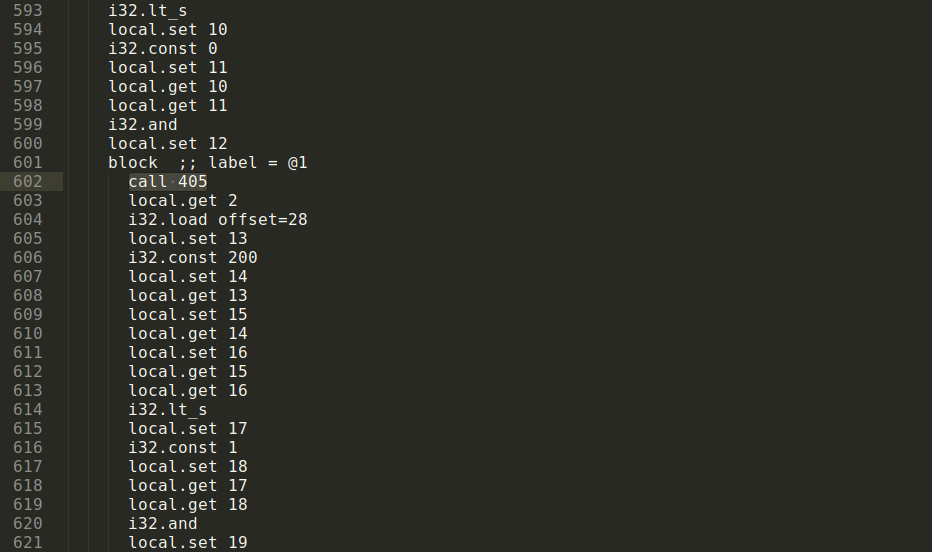 593 i32.lt_s
594 local.set 10
595 i32.const 0
596 local.set 11
597 local.get 10
598 local.get 11
599 i32.and
600 local.set 12
601 block  ;; label = @1
602 call 405
603 local.get 2
604 i32.load offset=28
605 local.set 13
606 i32.const 200
607 local.set 14
608 local.get 13
609 local.set 15
610 local.get 14
611 local.set 16
612 local.get 15
613 local.get 16
614 i32.lt_s
615 local.set 17
616 i32.const 1
617 local.set 18
618 local.get 17
619 local.get 18
620 i32.and
621 local.set 19